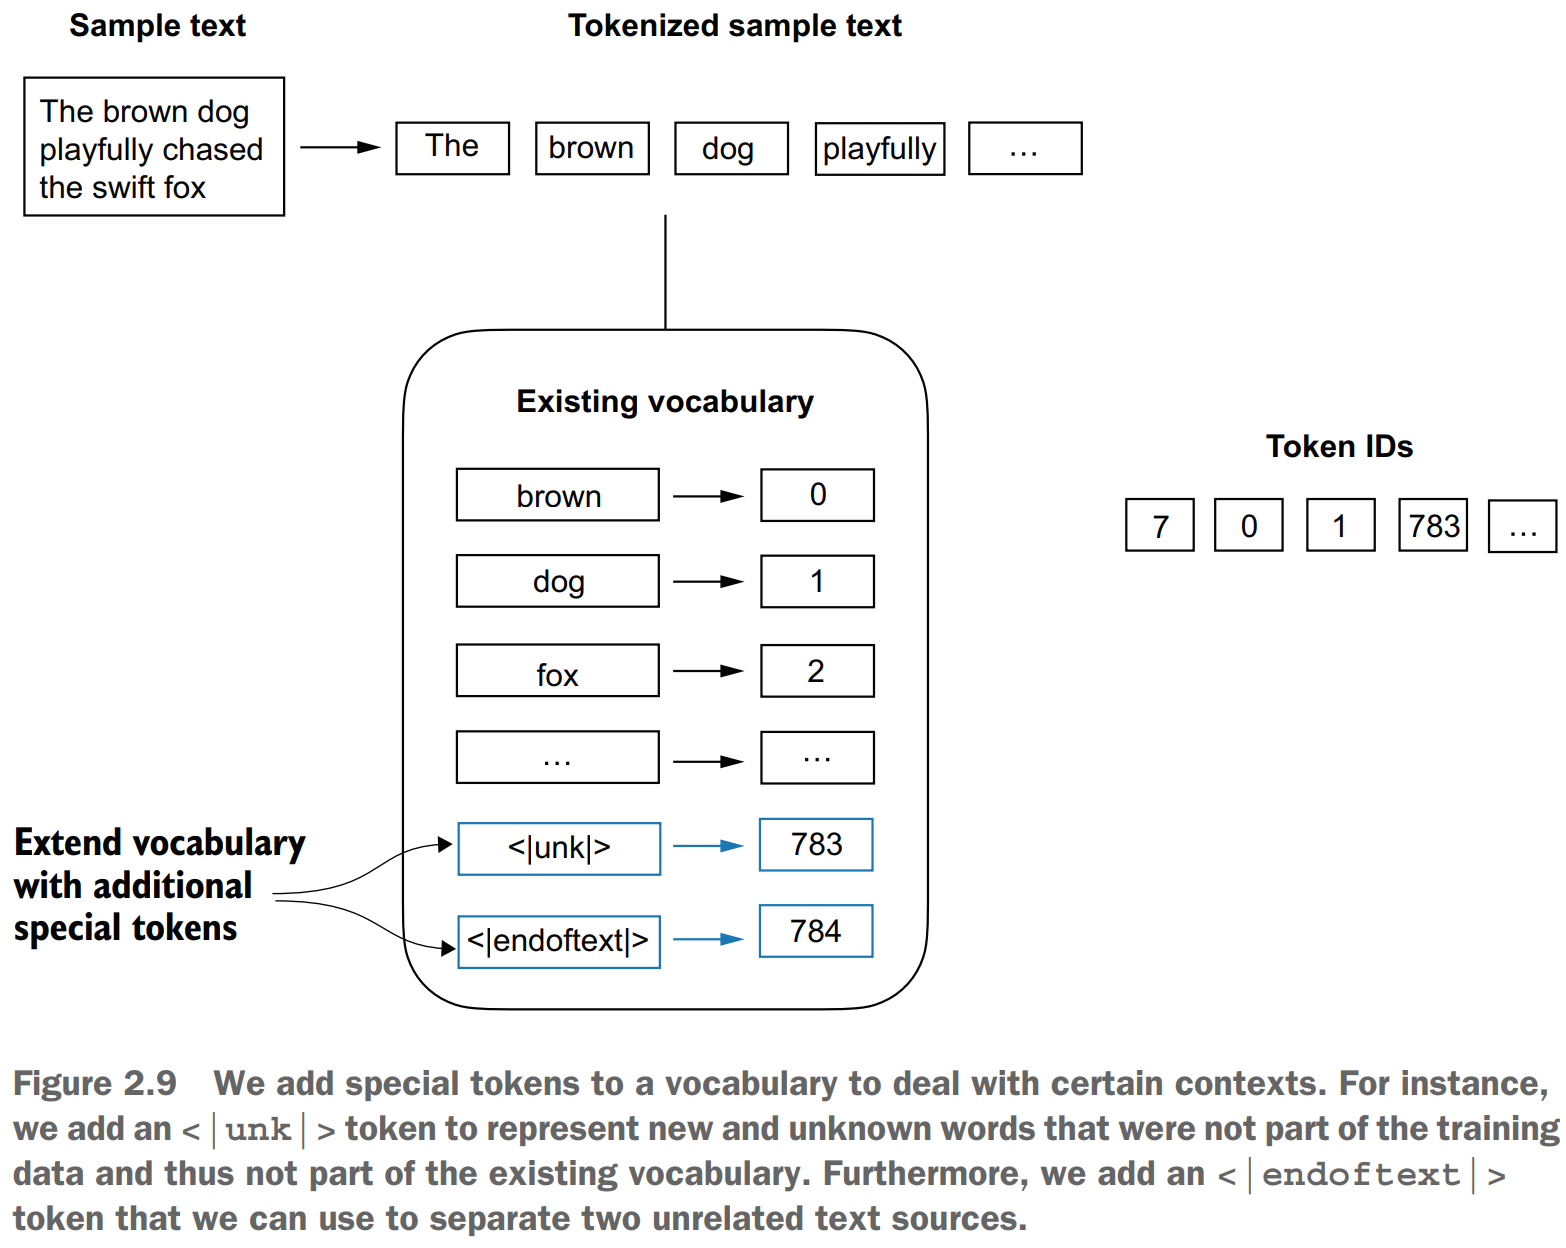 Sample text
Tokenized sample text
The brown dog
playfully chased
the swift fox
The
brown
dog
playfully
...
Existing vocabulary
brown
0
dog
1
fox
2
...
...
<|unk|>
783
<|endoftext|>
784
Token IDs
7
0
1
783
...
Extend vocabulary
with additional
special tokens
Figure 2.9 We add special tokens to a vocabulary to deal with certain contexts. For instance,
we add an <|unk|> token to represent new and unknown words that were not part of the training
data and thus not part of the existing vocabulary. Furthermore, we add an <|endoftext|>
token that we can use to separate two unrelated text sources.